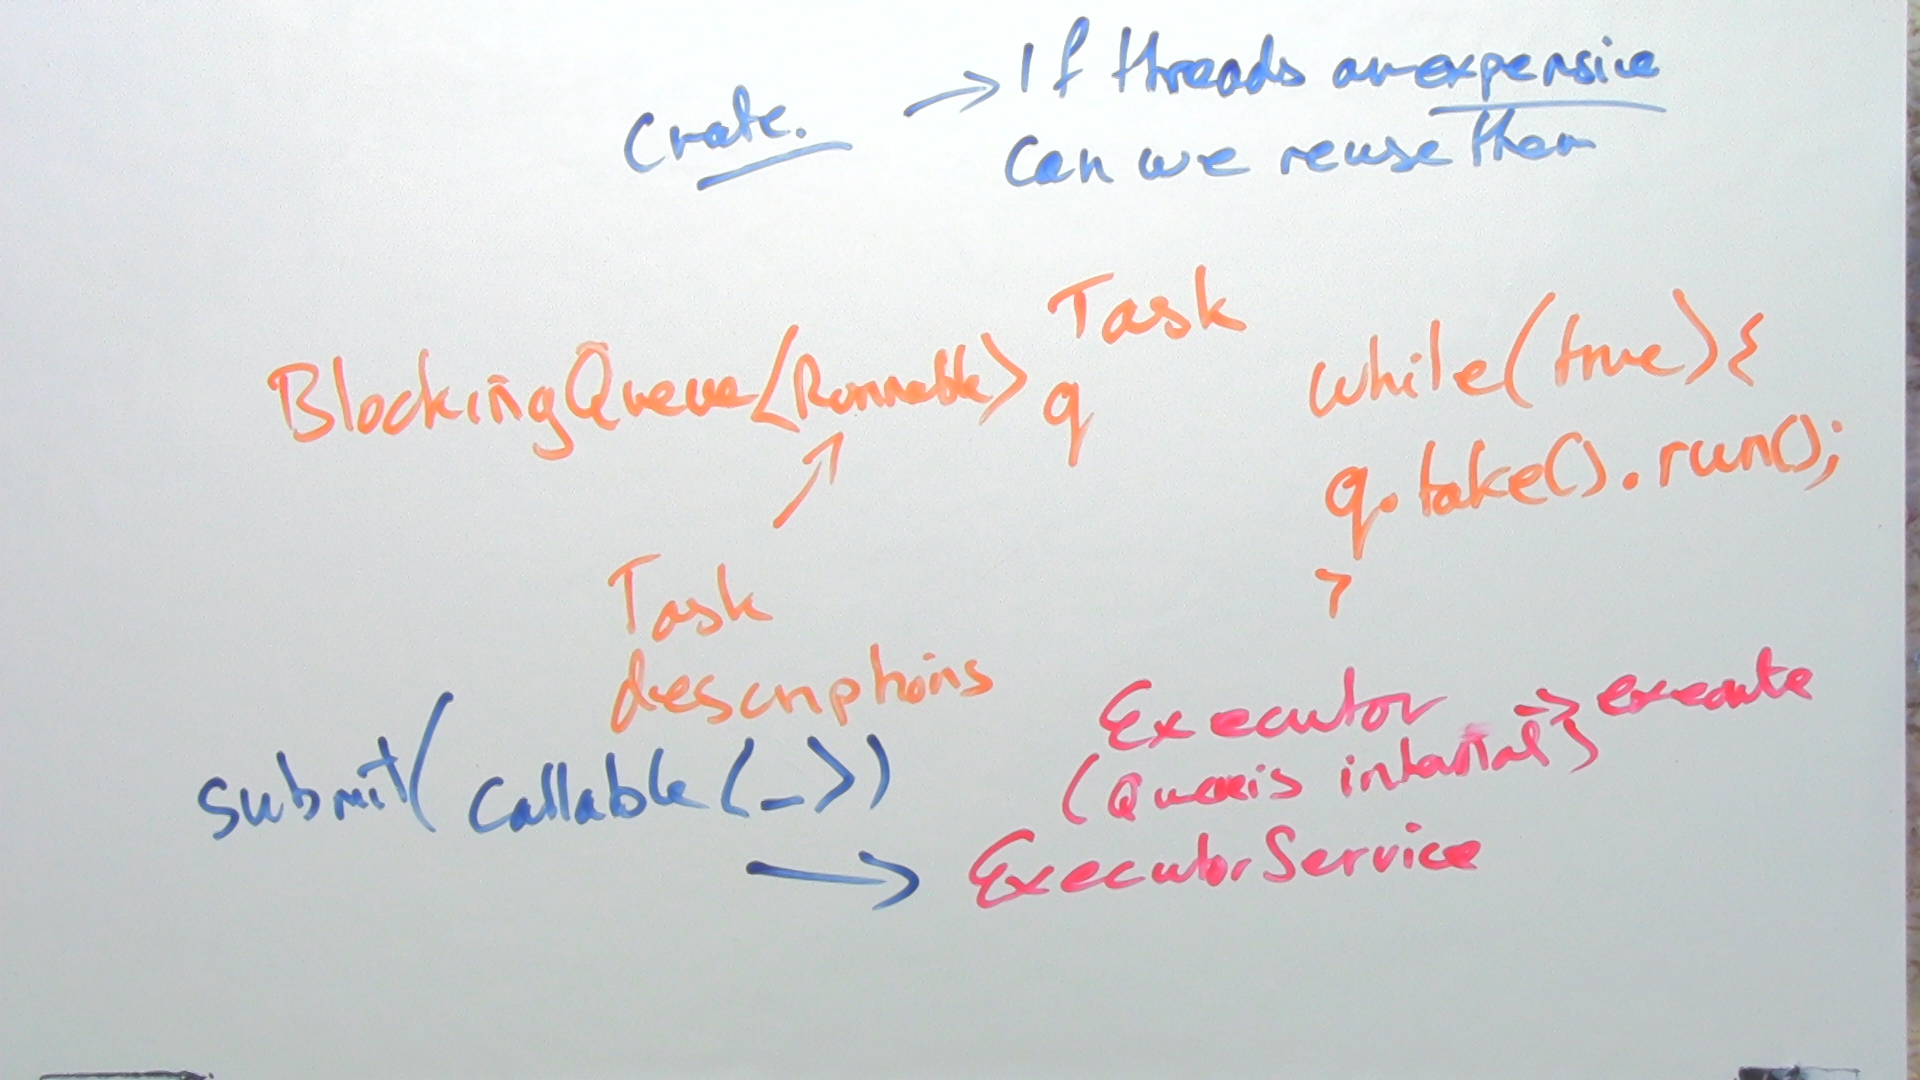 If threads are expensive
Create.
can we reuse them
Task
BlockingQueue<Runnable> q
while(true){
q.take().run();
}
Task
descriptions
Executor → execute
(Queue is internal)
submit(Callable<_>)
ExecutorService